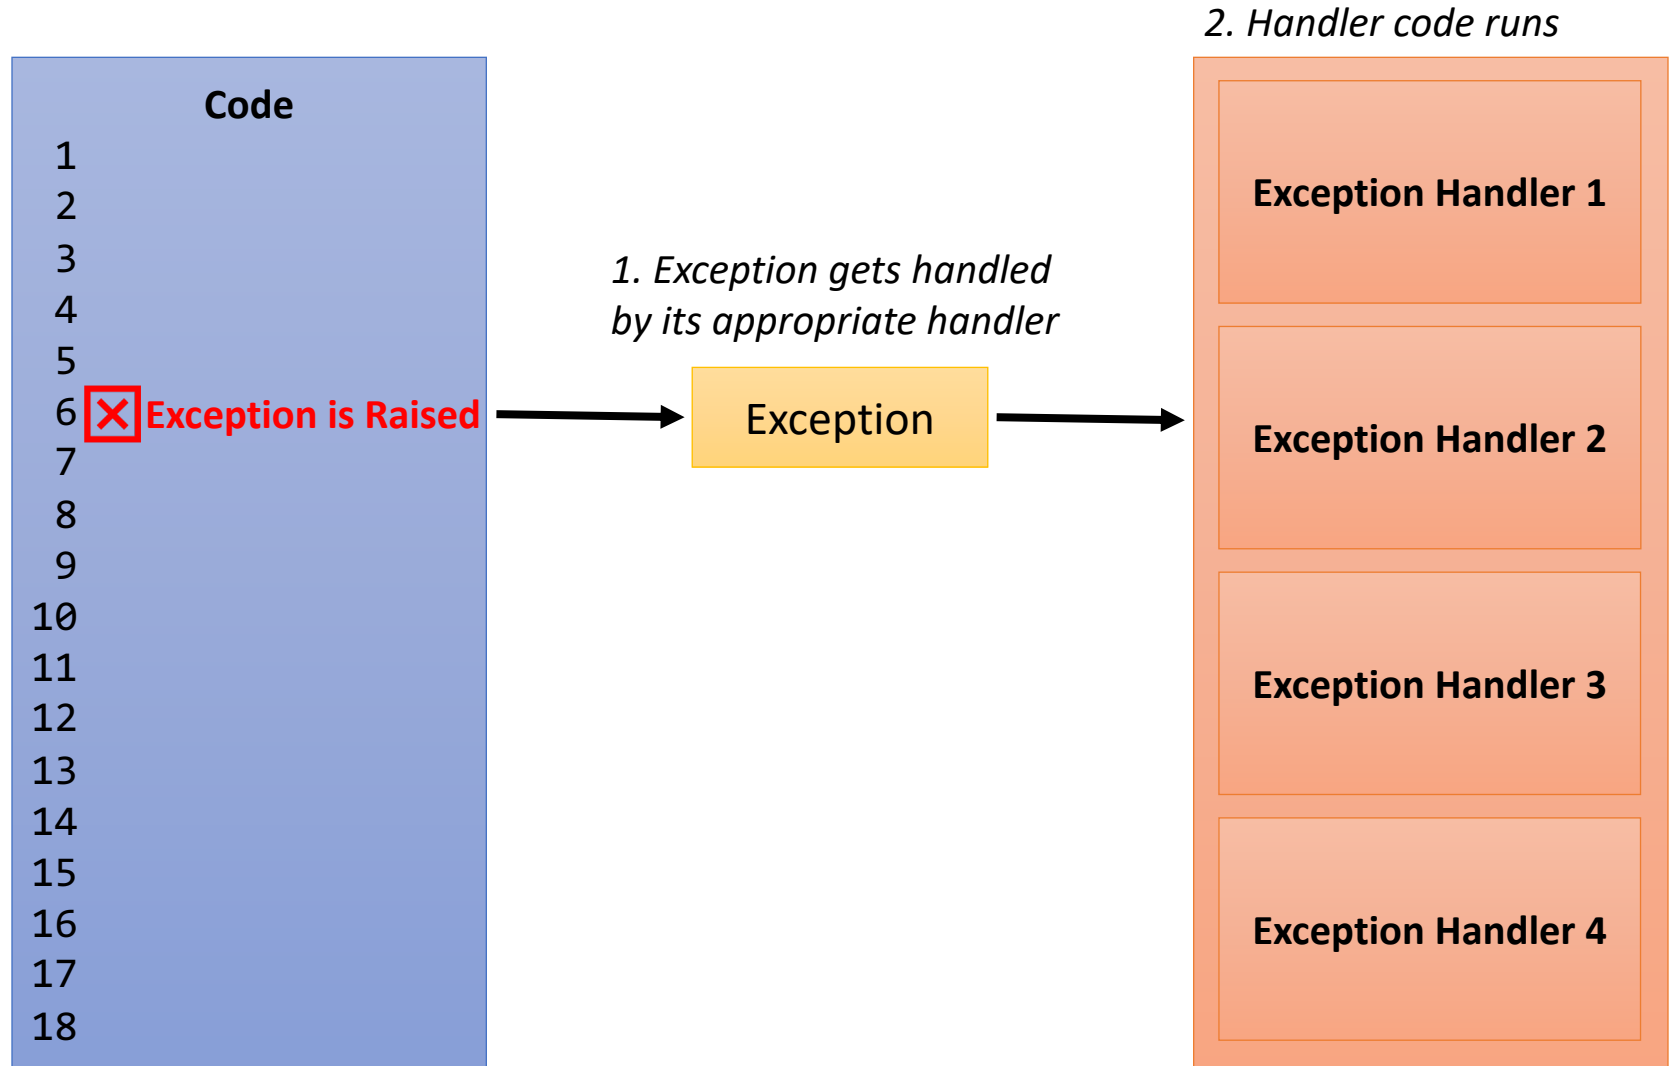 Code
1
2
3
4
5
6 Exception is Raised
7
8
9
10
11
12
13
14
15
16
17
18
1. Exception gets handled
by its appropriate handler
Exception
2. Handler code runs
Exception Handler 1
Exception Handler 2
Exception Handler 3
Exception Handler 4